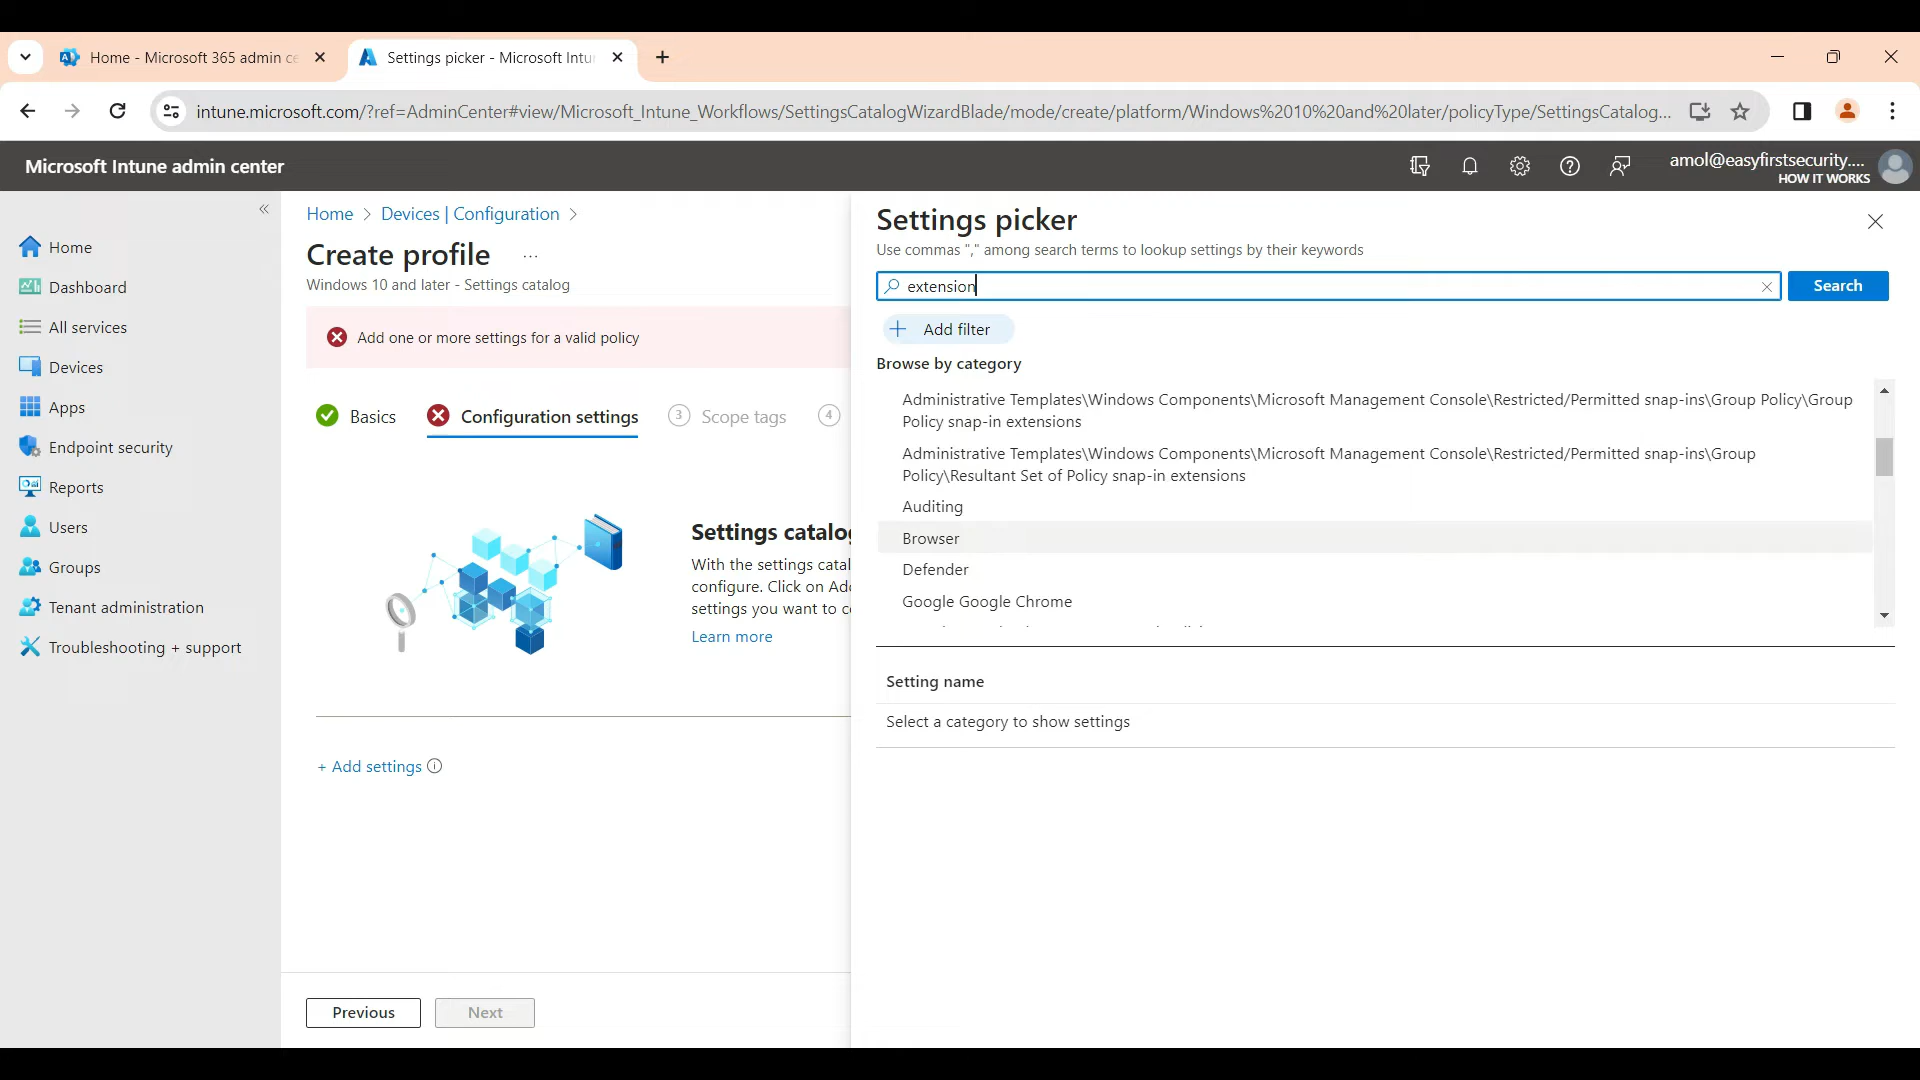 Home - Microsoft 365 admin ce
Settings picker - Microsoft Intun
intune.microsoft.com/?ref=AdminCenter#view/Microsoft_Intune_Workflows/SettingsCatalogWizardBlade/mode/create/platform/Windows%2010%20and%20later/policyType/SettingsCatalog...
Microsoft Intune admin center
amol@easyfirstsecurity....
HOW IT WORKS
Home
Dashboard
All services
Devices
Apps
Endpoint security
Reports
Users
Groups
Tenant administration
Troubleshooting + support
Home > Devices | Configuration >
Create profile ...
Windows 10 and later - Settings catalog
Add one or more settings for a valid policy
Basics
Configuration settings
3 Scope tags
4
Settings catalog
With the settings catal
configure. Click on Add
settings you want to c
Learn more
+ Add settings
Previous
Next
Settings picker
Use commas "," among search terms to lookup settings by their keywords
extension
Search
+ Add filter
Browse by category
Administrative Templates\Windows Components\Microsoft Management Console\Restricted/Permitted snap-ins\Group Policy\Group
Policy snap-in extensions
Administrative Templates\Windows Components\Microsoft Management Console\Restricted/Permitted snap-ins\Group
Policy\Resultant Set of Policy snap-in extensions
Auditing
Browser
Defender
Google Google Chrome
Setting name
Select a category to show settings